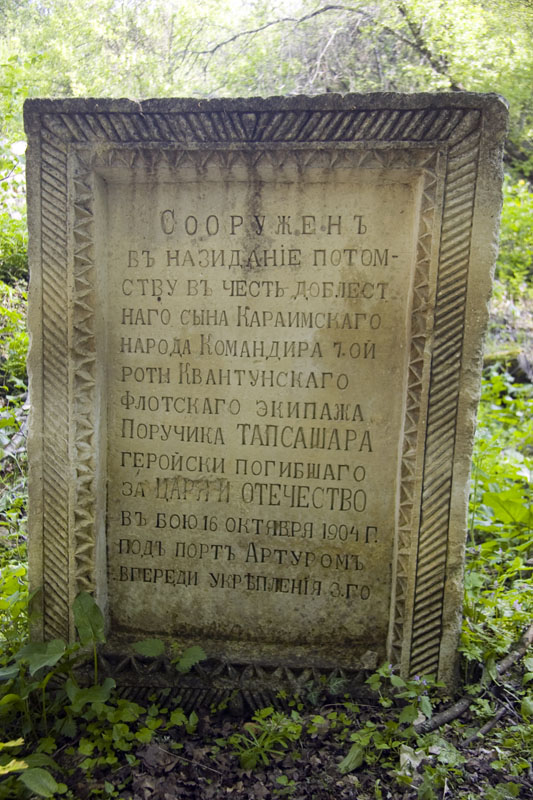 Сооруженъ
въ назиданіе потом-
ству въ честь доблест
наго сына Караимскаго
народа Командира 7.ой
роты Квантунскаго
флотскаго экипажа
Поручика ТАПСАШАРА
геройски погибшаго
за ЦАРЯ и ОТЕЧЕСТВО
въ бою 16 октября 1904 г.
подъ портъ Артуромъ
впереди укрѣпленія 3.го